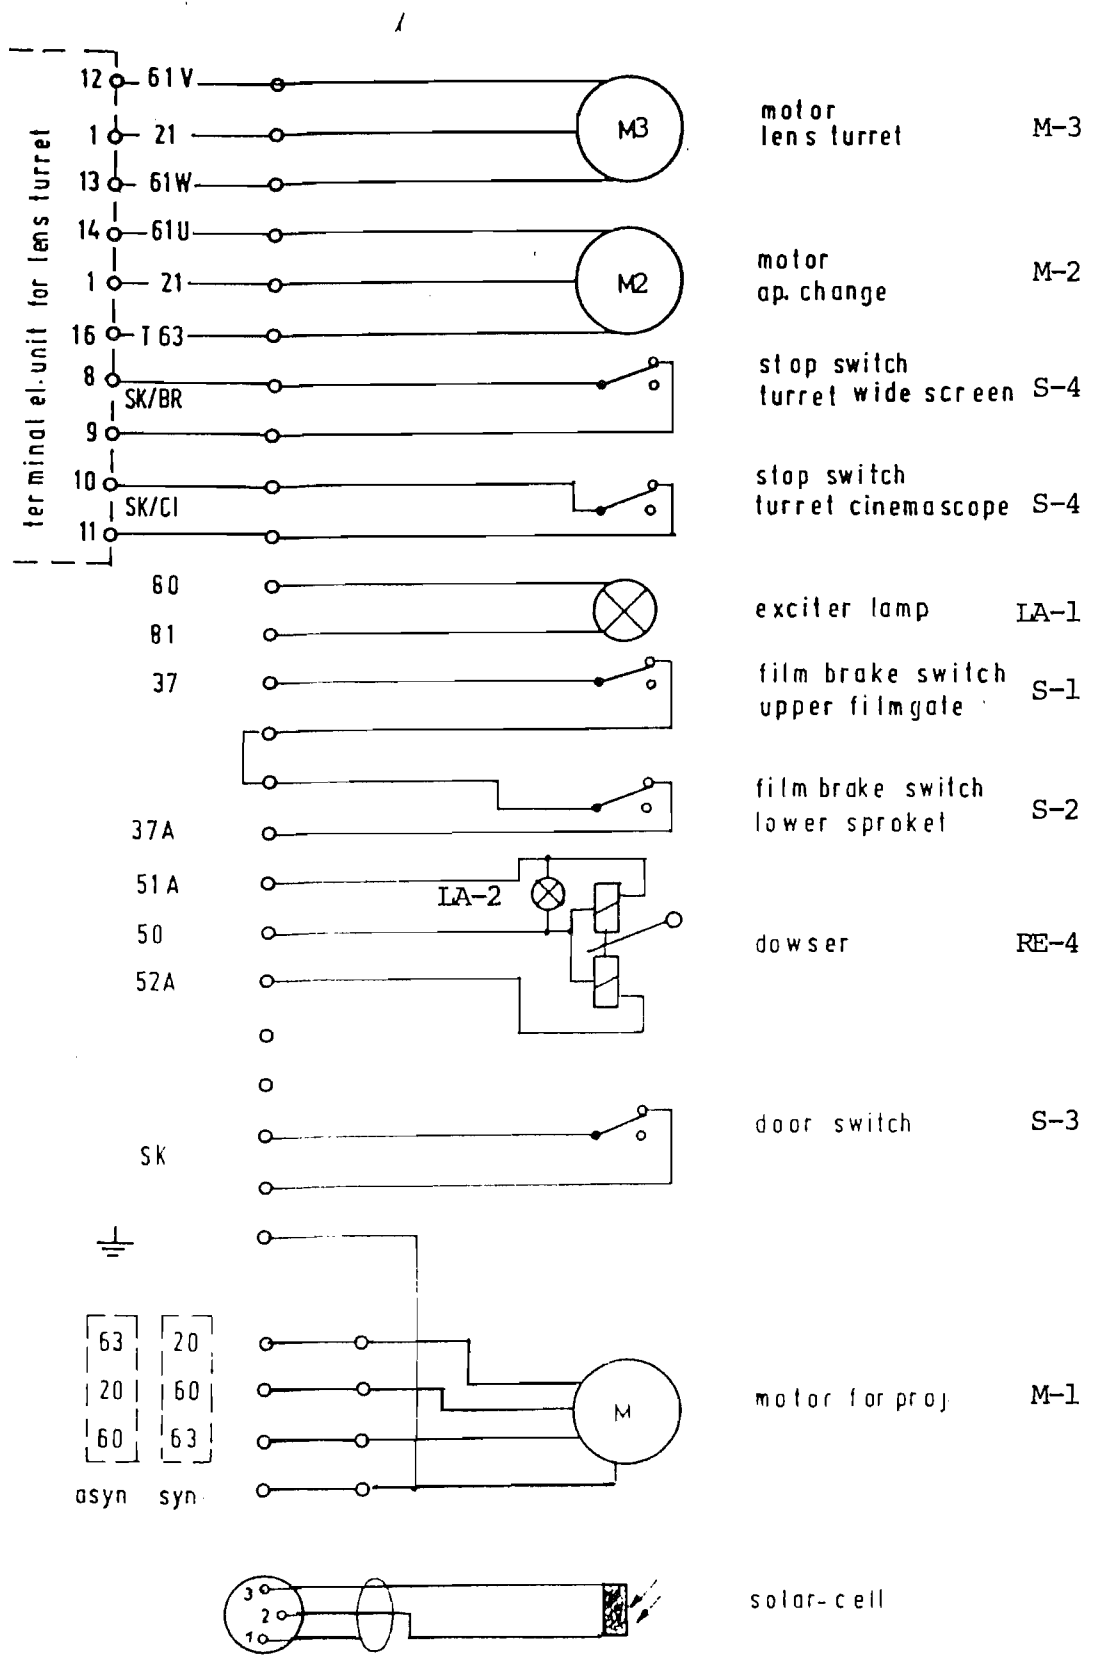 terminal el.unit for lens turret
12 61V
1 21
13 61W
M3
motor
lens turret
M-3
14 61U
1 21
16 T 63
M2
motor
ap. change
M-2
8
SK/BR
9
stop switch
turret wide screen S-4
10
SK/CI
11
stop switch
turret cinemascope S-4
80
81
exciter lamp LA-1
37
film brake switch
upper filmgate
S-1
37A
film brake switch
lower sproket
S-2
51A
LA-2
50
52A
dowser RE-4
SK
door switch S-3
63 20
20 60
60 63
asyn syn.
M
motor for proj. M-1
3
2
1
solar-cell